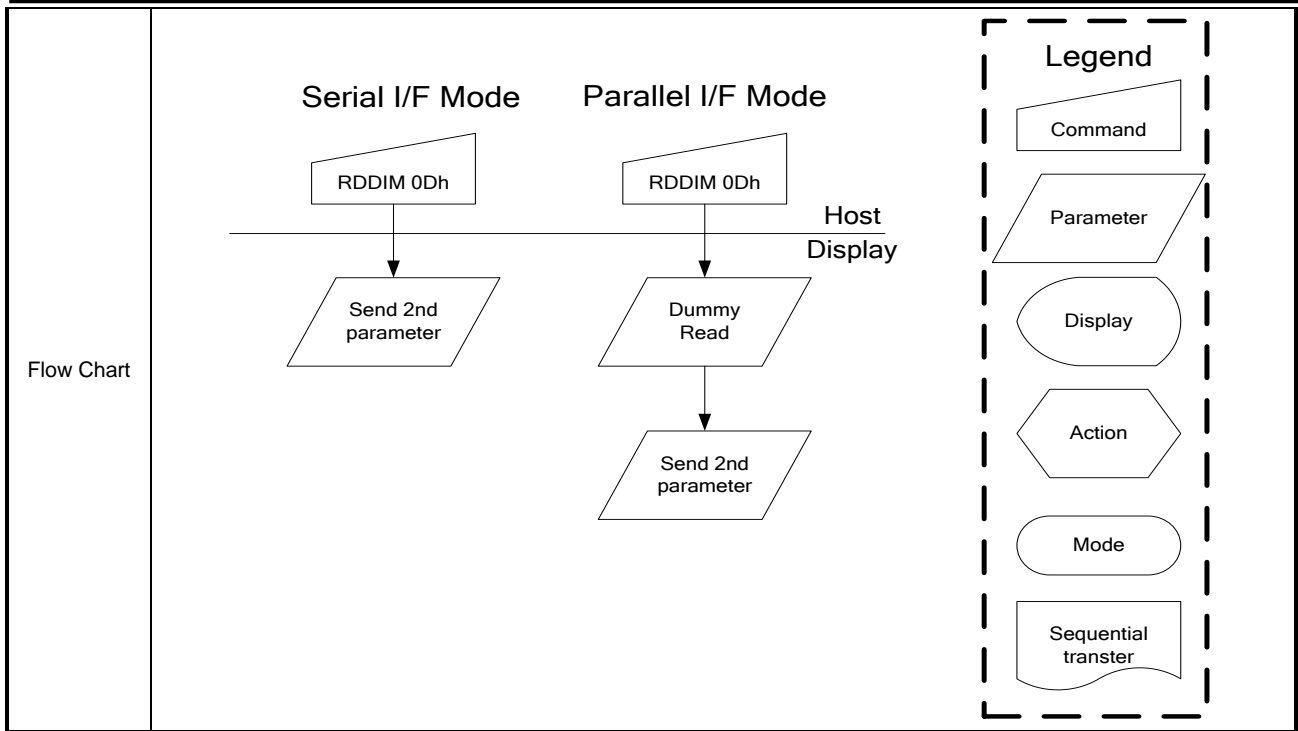 Flow Chart
Serial I/F Mode
Parallel I/F Mode
RDDIM 0Dh
RDDIM 0Dh
Host
Display
Send 2nd
parameter
Dummy
Read
Send 2nd
parameter
Legend
Command
Parameter
Display
Action
Mode
Sequential
transter